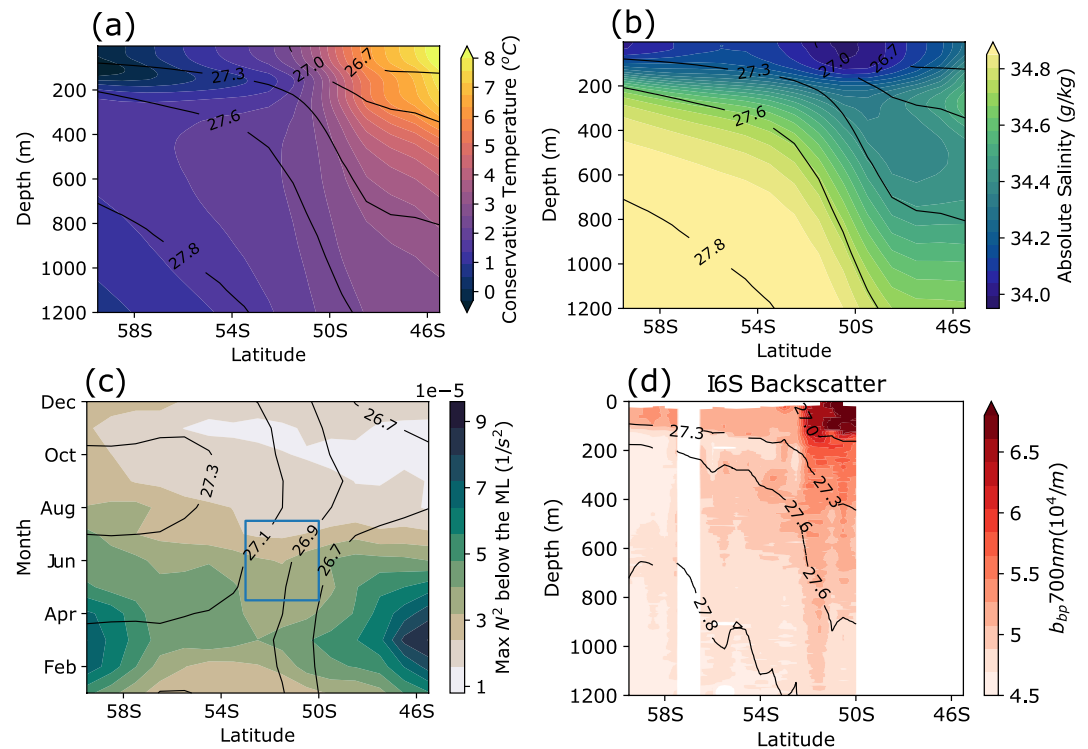 (a)
27.3
27.0
26.7
27.6
27.8
0
200
400
600
800
1000
1200
Depth (m)
58S
54S
50S
46S
Latitude
8
7
6
5
4
3
2
1
0
Conservative Temperature (°C)
(b)
27.3
27.0
26.7
27.6
27.8
200
400
600
800
1000
1200
Depth (m)
58S
54S
50S
46S
Latitude
34.8
34.6
34.4
34.2
34.0
Absolute Salinity (g/kg)
(c)
1e−5
Dec
Oct
Aug
Jun
Apr
Feb
Month
26.7
27.3
27.1
26.9
26.7
58S
54S
50S
46S
Latitude
9
7
5
3
1
Max N² below the ML (1/s²)
(d)
I6S Backscatter
0
200
400
600
800
1000
1200
Depth (m)
27.0
27.3
27.3
27.6
27.6
27.8
58S
54S
50S
46S
Latitude
6.5
6
5.5
5
4.5
bbp700nm(10⁴/m)